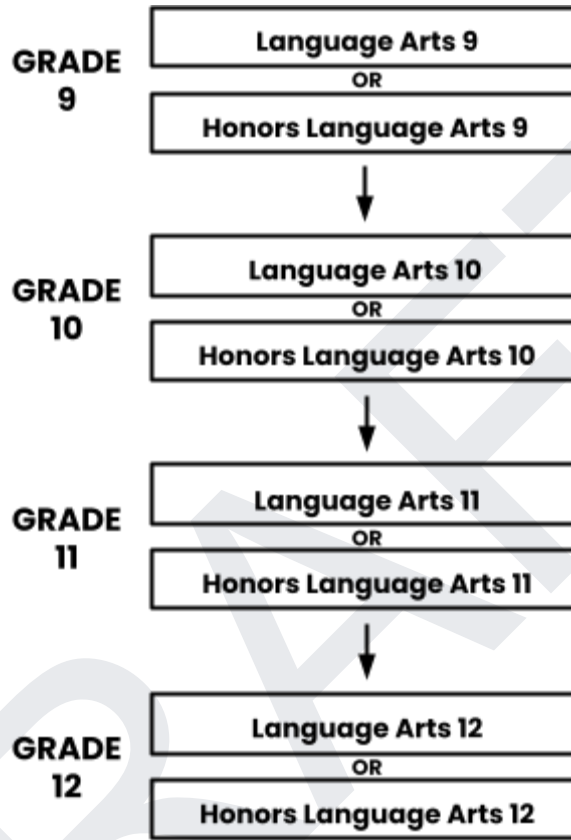 GRADE
9
Language Arts 9
OR
Honors Language Arts 9
GRADE
10
Language Arts 10
OR
Honors Language Arts 10
GRADE
11
Language Arts 11
OR
Honors Language Arts 11
GRADE
12
Language Arts 12
OR
Honors Language Arts 12